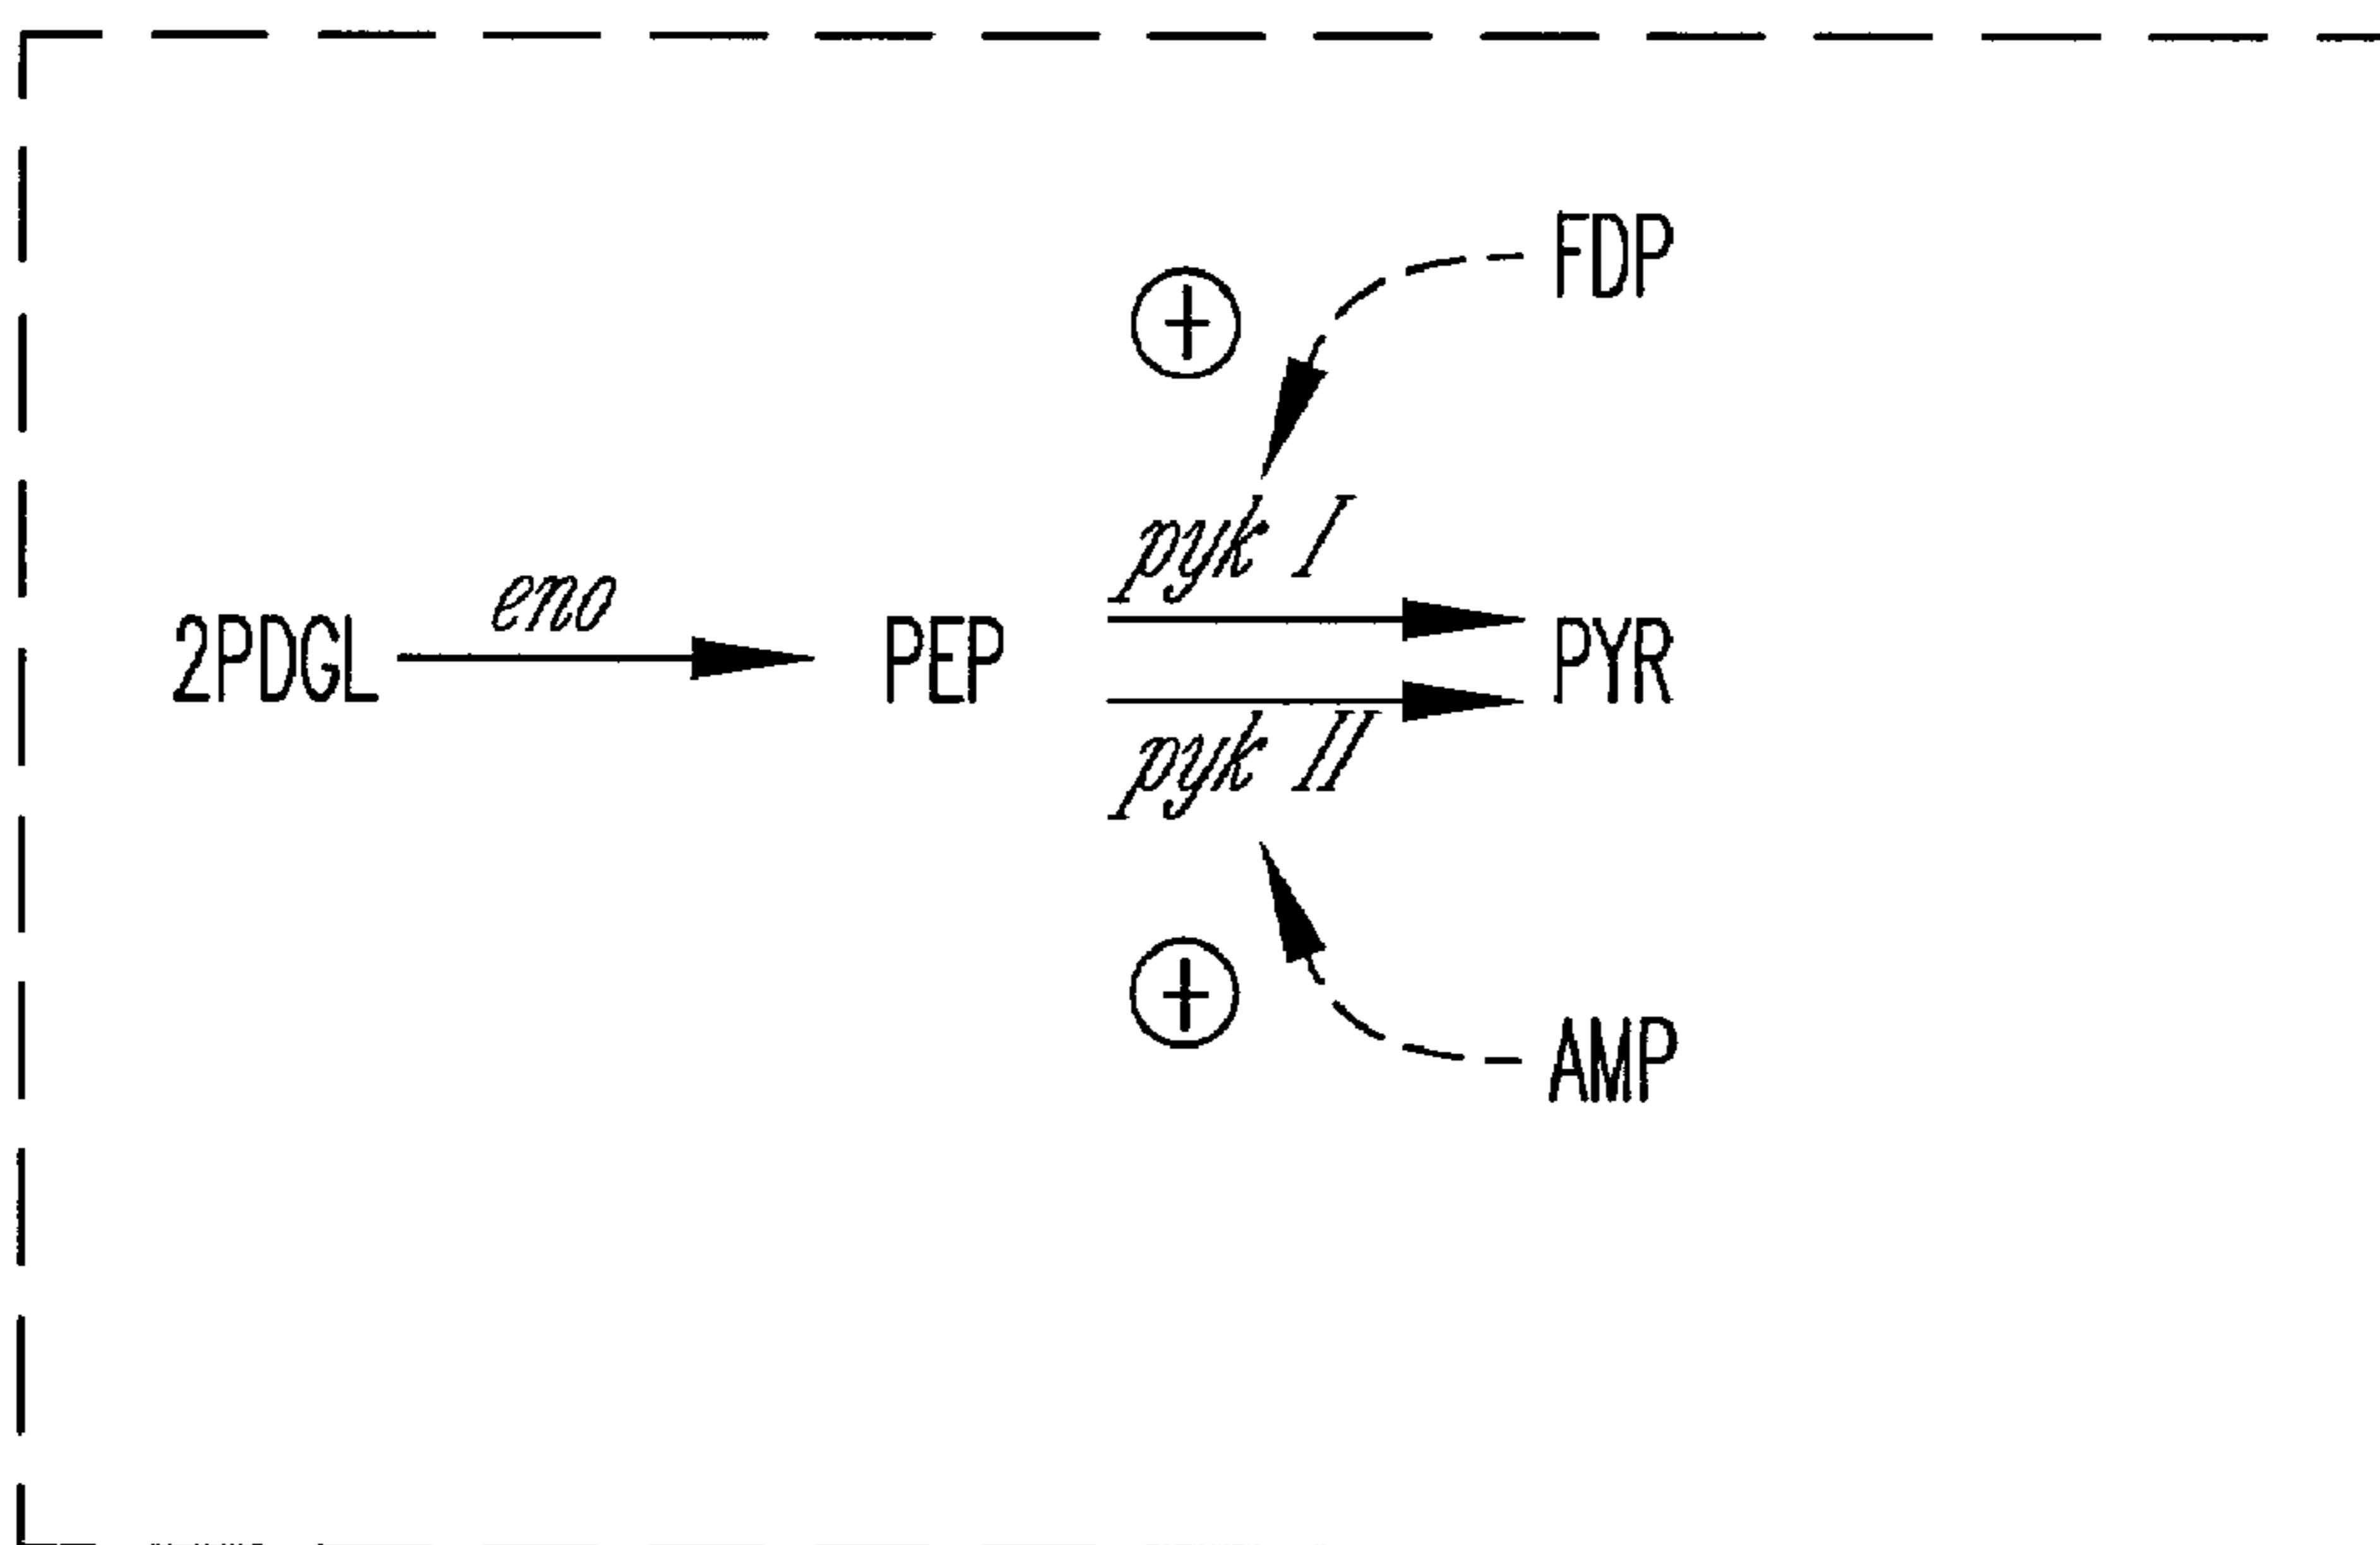 FDP
+
pyk I
eno
2PDGL PEP PYR
pyk II
+
AMP